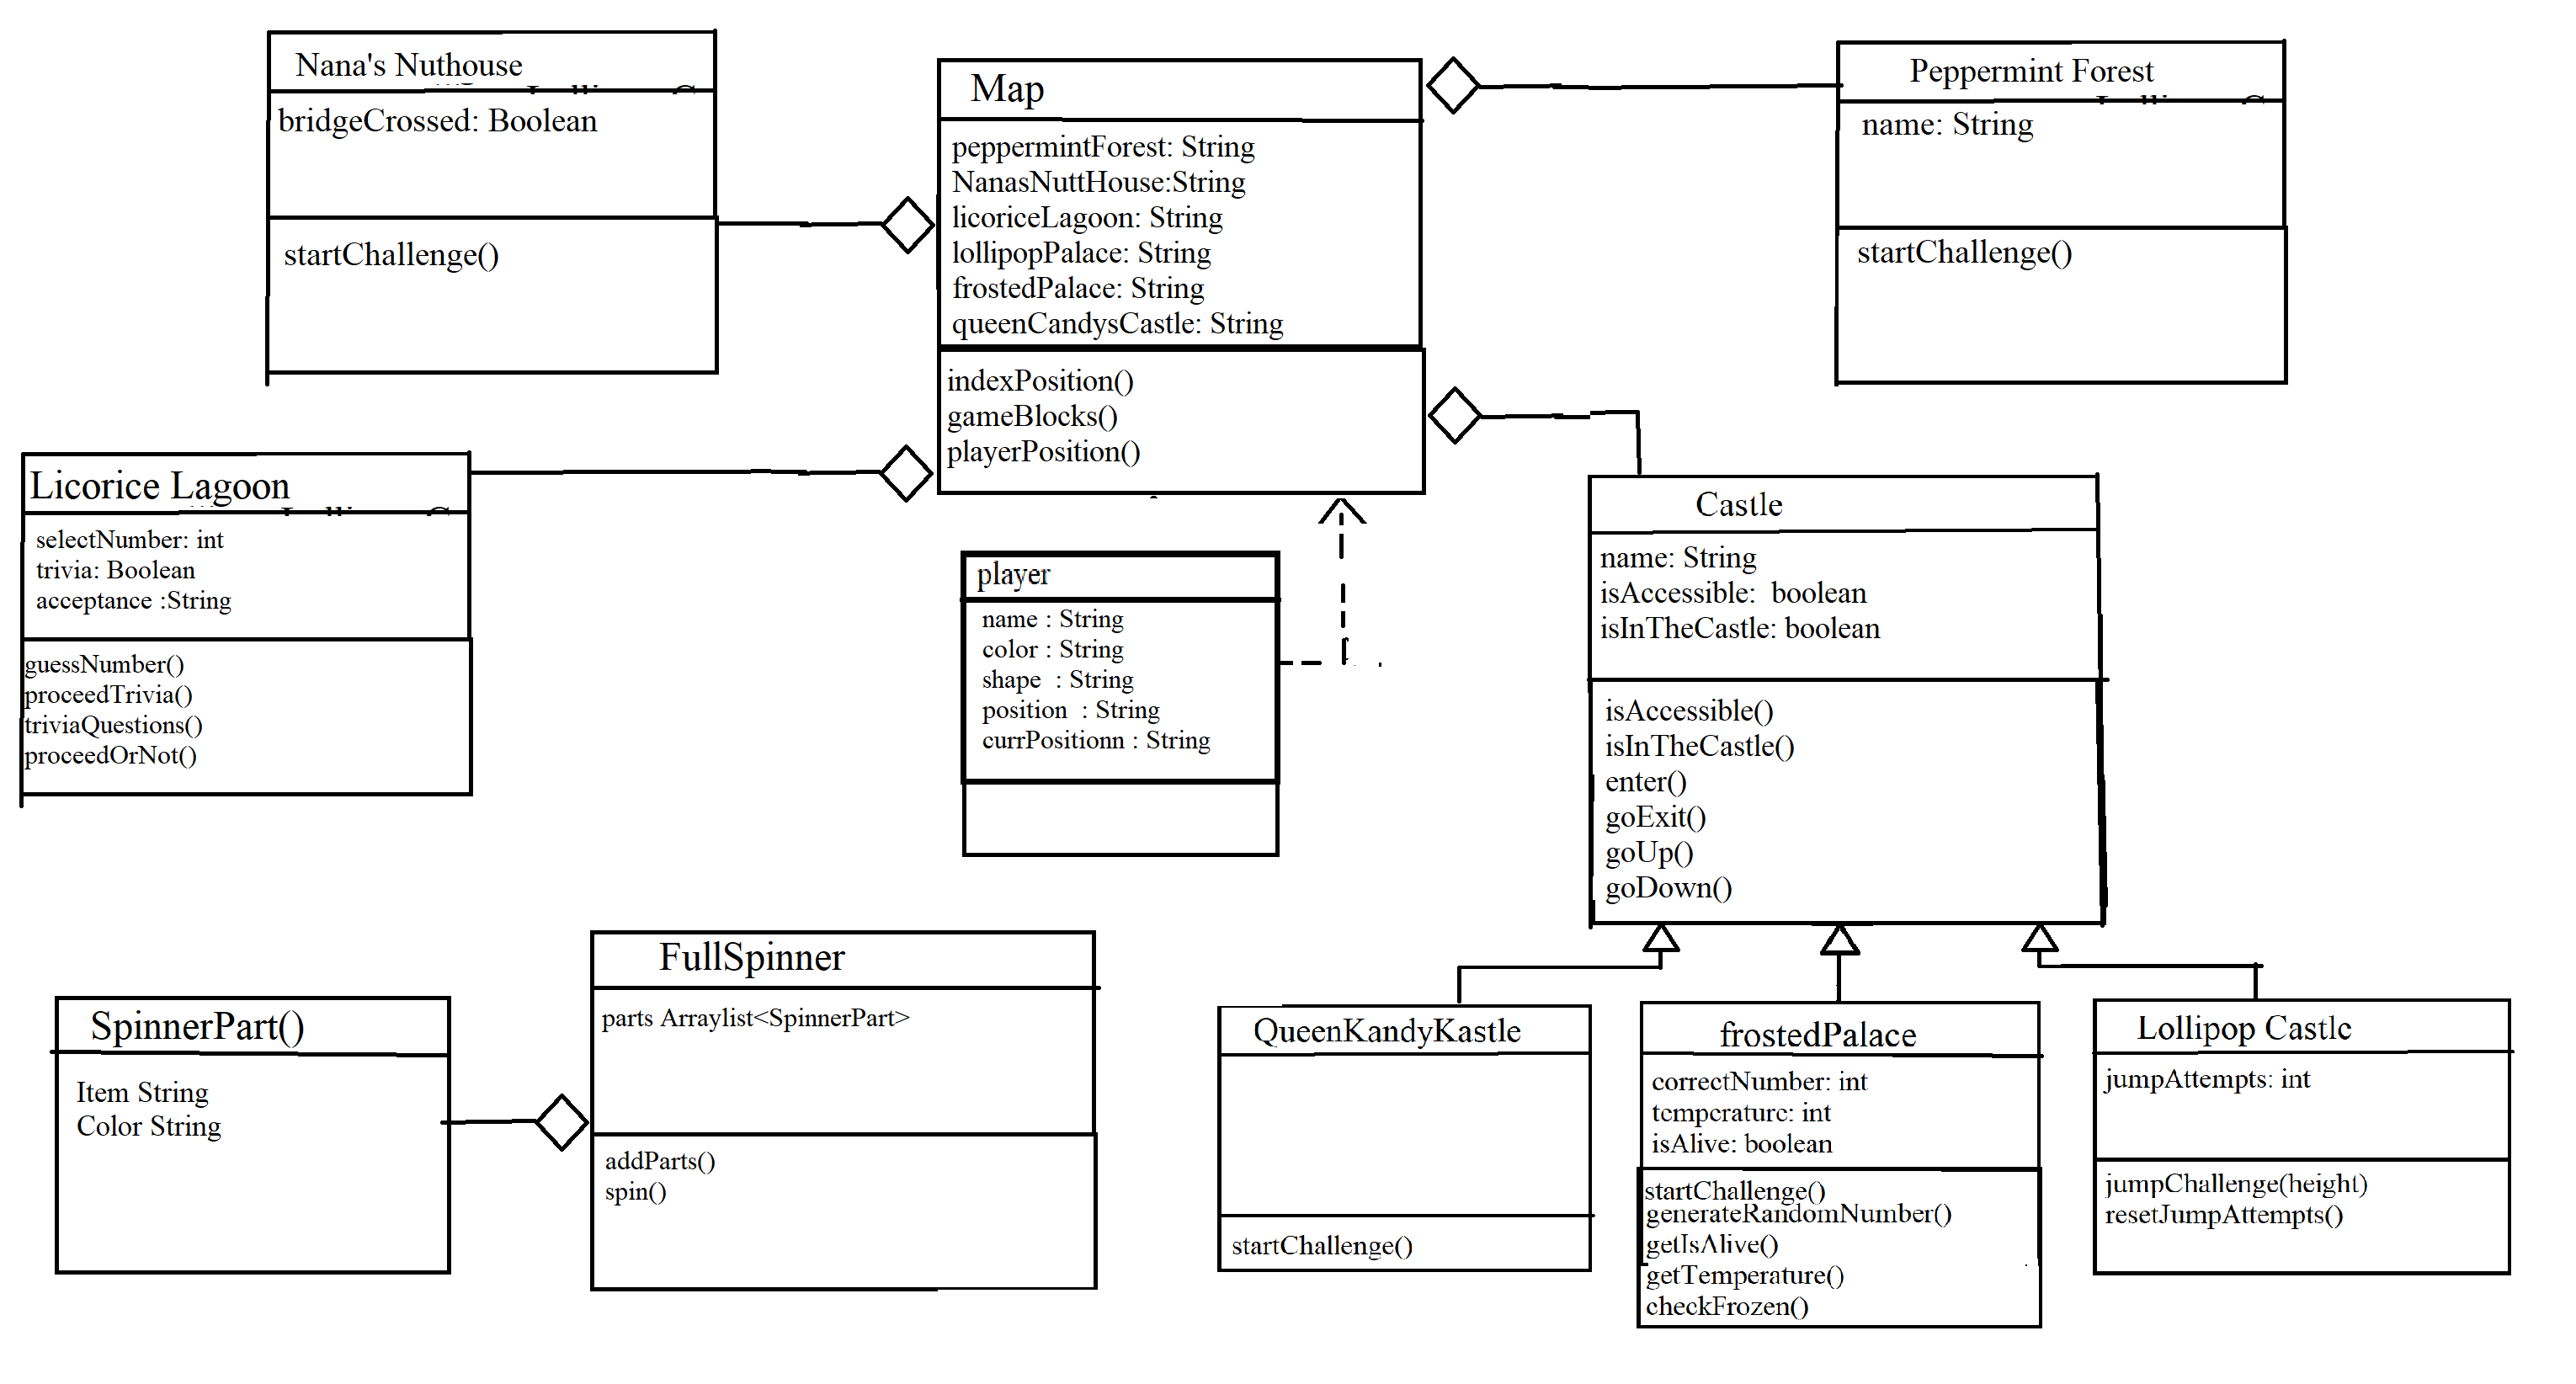 Nana's Nuthouse
bridgeCrossed: Boolean
startChallenge()
Map
peppermintForest: String
NanasNuttHouse:String
licoriceLagoon: String
lollipopPalace: String
frostedPalace: String
queenCandysCastle: String
indexPosition()
gameBlocks()
playerPosition()
Peppermint Forest
name: String
startChallenge()
Licorice Lagoon
selectNumber: int
trivia: Boolean
acceptance :String
guessNumber()
proceedTrivia()
triviaQuestions()
proceedOrNot()
player
name : String
color : String
shape : String
position : String
currPositionn : String
Castle
name: String
isAccessible: boolean
isInTheCastle: boolean
isAccessible()
isInTheCastle()
enter()
goExit()
goUp()
goDown()
SpinnerPart()
Item String
Color String
FullSpinner
parts Arraylist<SpinnerPart>
addParts()
spin()
QueenKandyKastle
startChallenge()
frostedPalace
correctNumber: int
temperature: int
isAlive: boolean
startChallenge()
generateRandomNumber()
getIsAlive()
getTemperature()
checkFrozen()
Lollipop Castle
jumpAttempts: int
jumpChallenge(height)
resetJumpAttempts()